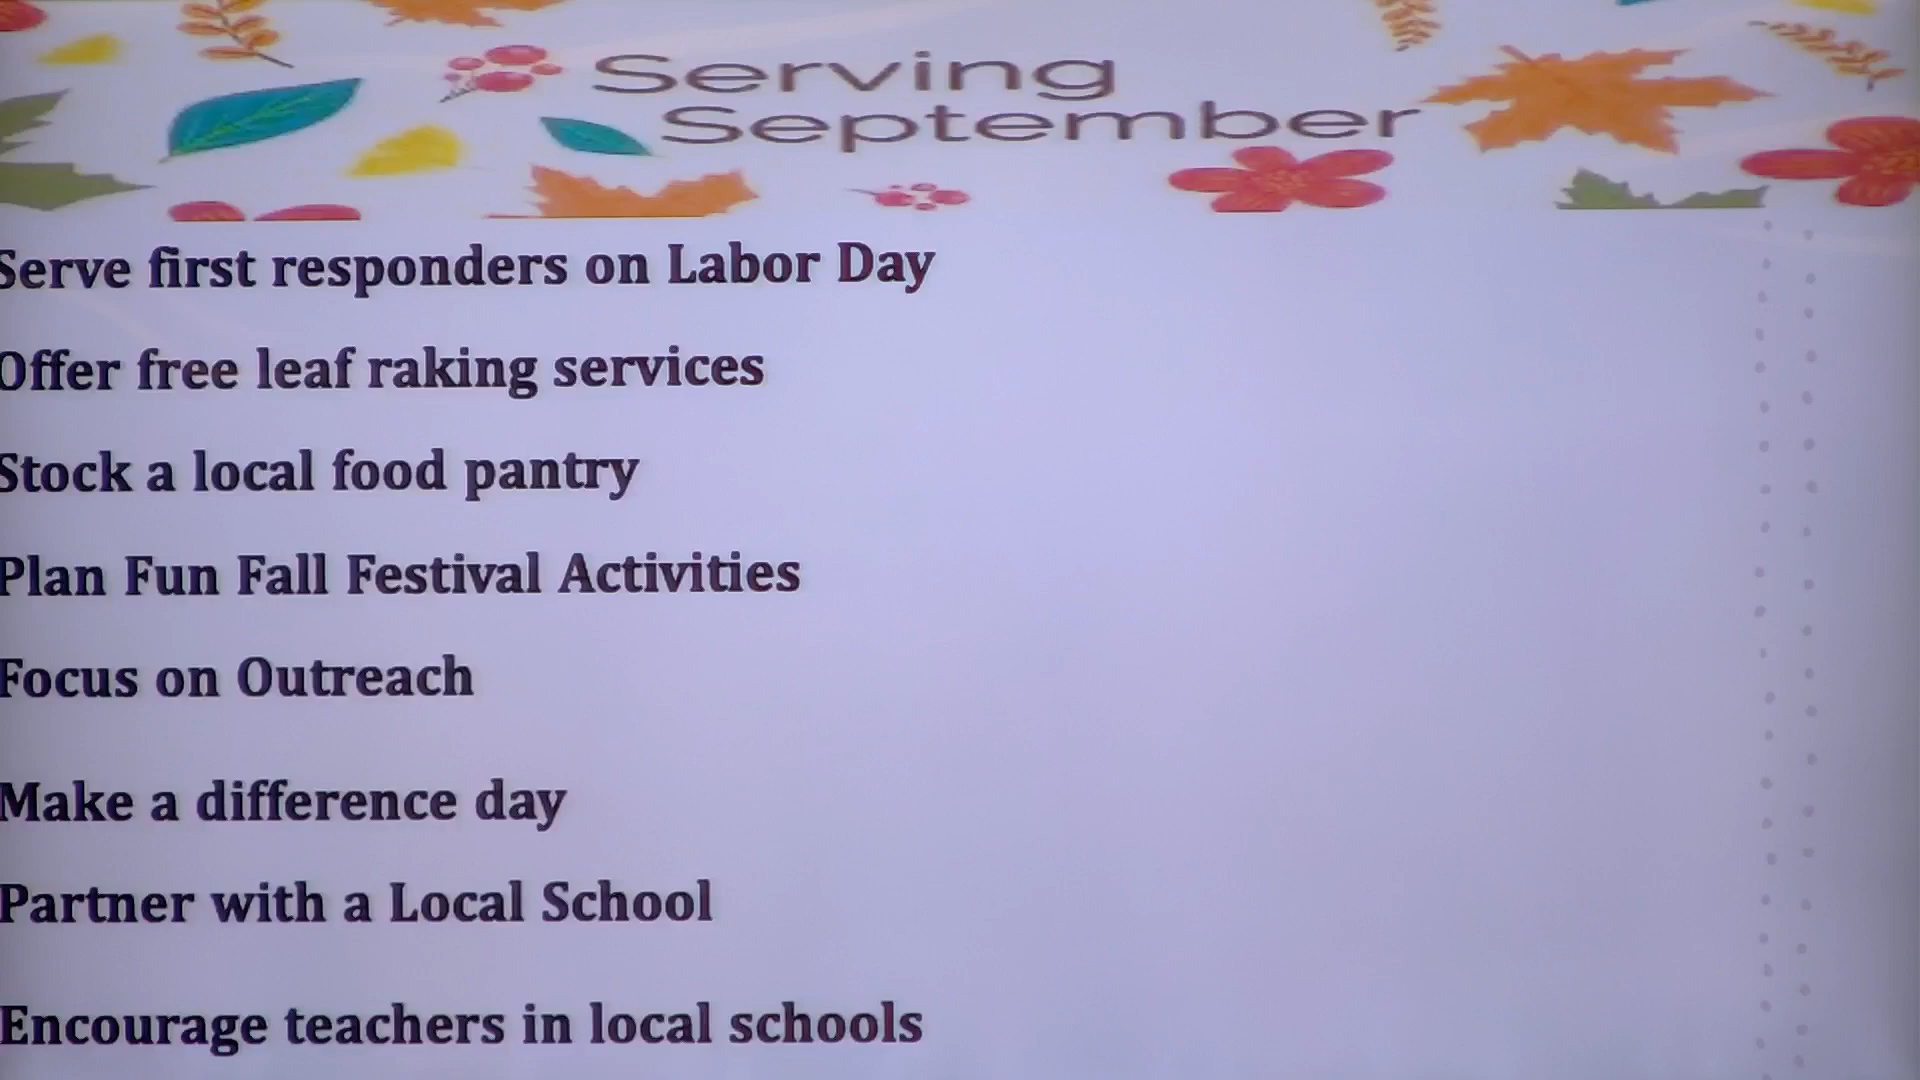 Serving
September
Serve first responders on Labor Day
Offer free leaf raking services
Stock a local food pantry
Plan Fun Fall Festival Activities
Focus on Outreach
Make a difference day
Partner with a Local School
Encourage teachers in local schools